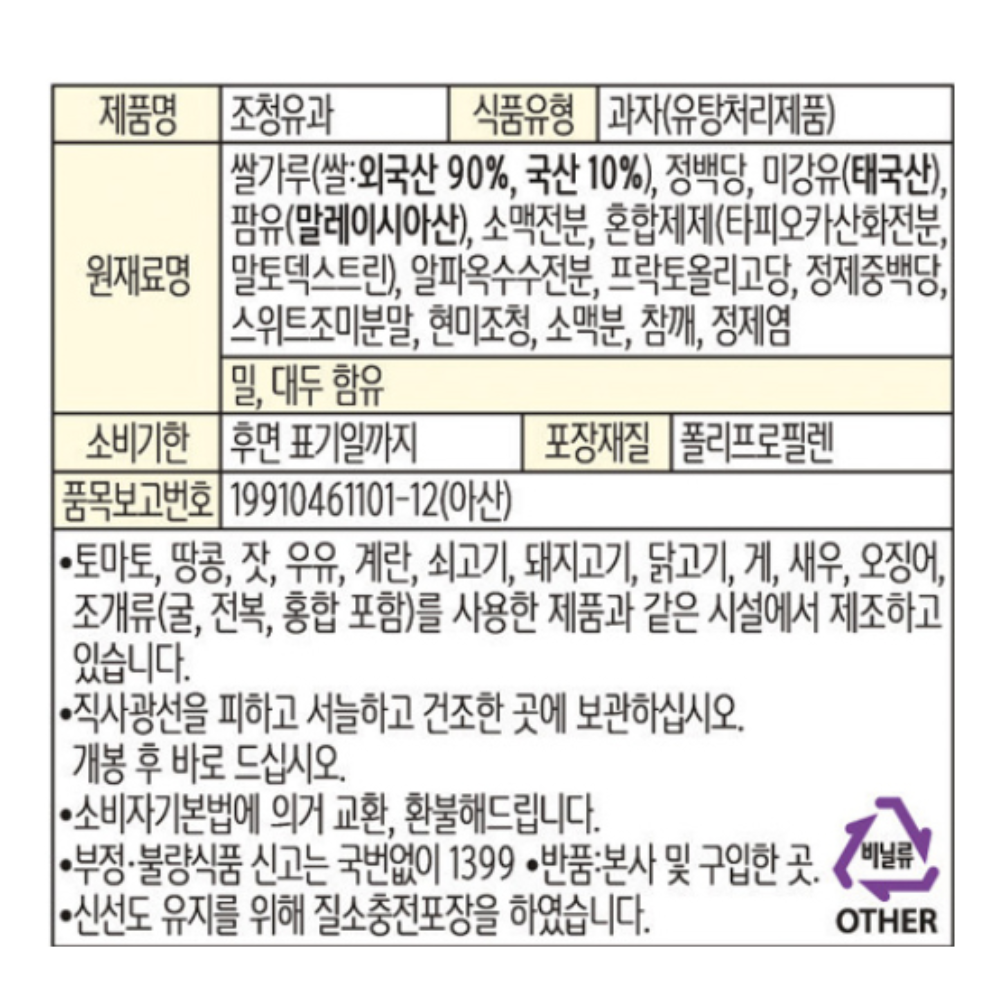 제품명 조청유과 식품유형 과자(유탕처리제품)
원재료명
쌀가루(쌀:외국산 90%, 국산 10%), 정백당, 미강유(태국산),
팜유(말레이시아산), 소맥전분, 혼합제제(타피오카산화전분,
말토덱스트린), 알파옥수수전분, 프락토올리고당, 정제중백당,
스위트조미분말, 현미조청, 소맥분, 참깨, 정제염
밀, 대두 함유
소비기한 후면 표기일까지 포장재질 폴리프로필렌
품목보고번호 19910461101-12(아산)
•토마토, 땅콩, 잣, 우유, 계란, 쇠고기, 돼지고기, 닭고기, 게, 새우, 오징어,
조개류(굴, 전복, 홍합 포함)를 사용한 제품과 같은 시설에서 제조하고
있습니다.
•직사광선을 피하고 서늘하고 건조한 곳에 보관하십시오.
개봉 후 바로 드십시오.
•소비자기본법에 의거 교환, 환불해드립니다.
•부정·불량식품 신고는 국번없이 1399 •반품:본사 및 구입한 곳.
•신선도 유지를 위해 질소충전포장을 하였습니다.
비닐류
OTHER